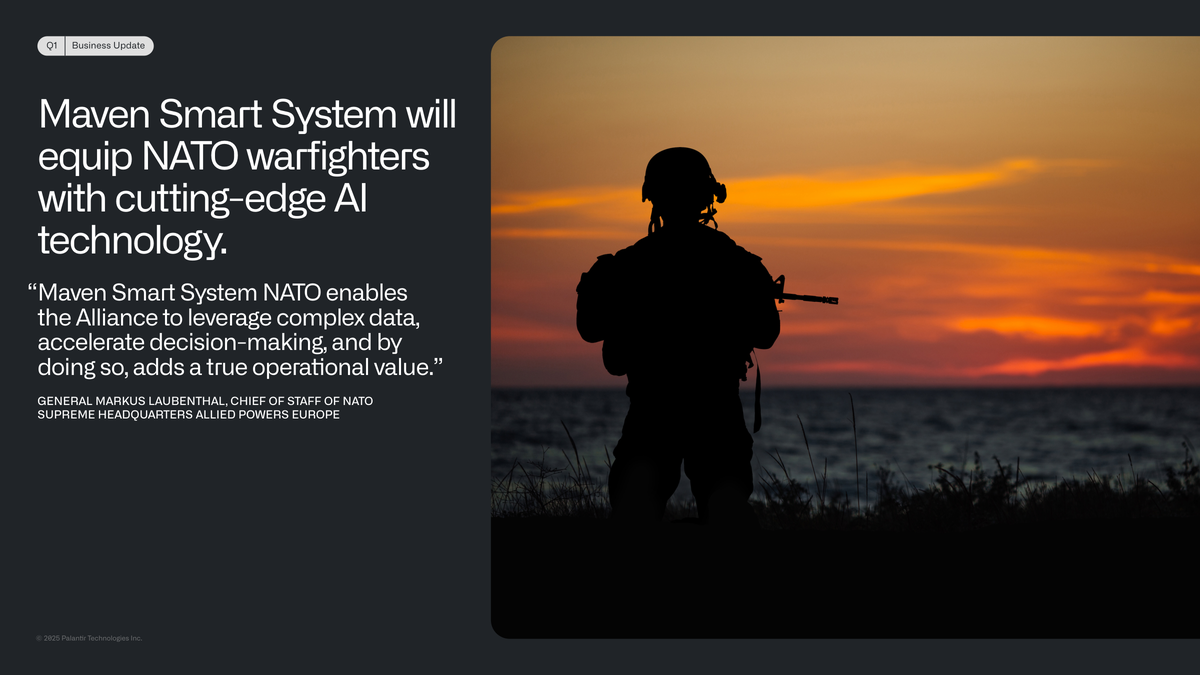 Q1 Business Update
Maven Smart System will
equip NATO warfighters
with cutting-edge AI
technology.
“Maven Smart System NATO enables
the Alliance to leverage complex data,
accelerate decision-making, and by
doing so, adds a true operational value.”
GENERAL MARKUS LAUBENTHAL, CHIEF OF STAFF OF NATO
SUPREME HEADQUARTERS ALLIED POWERS EUROPE
© 2025 Palantir Technologies Inc.